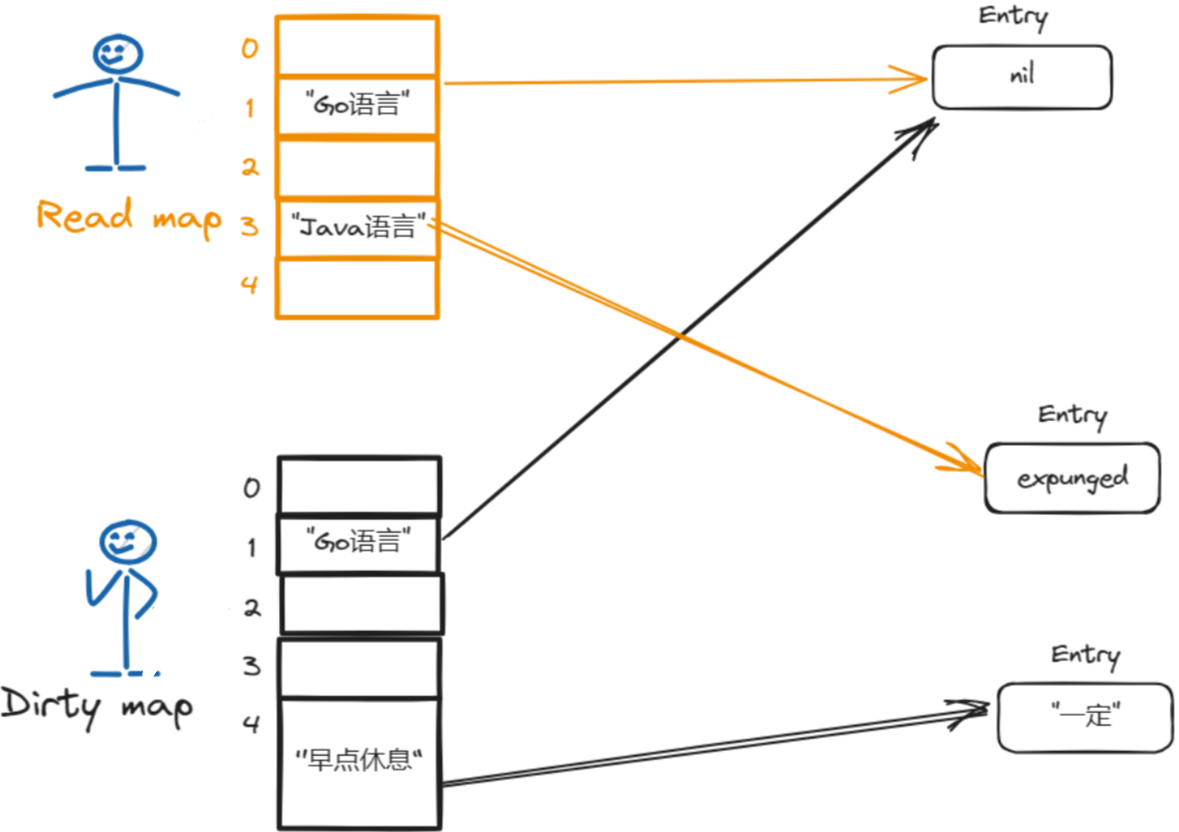 Entry
nil
0
1
"Go语言"
2
Read map
3
"Java语言"
4
Entry
expunged
0
1
"Go语言"
2
3
Dirty map
4
"早点休息"
Entry
"一定"